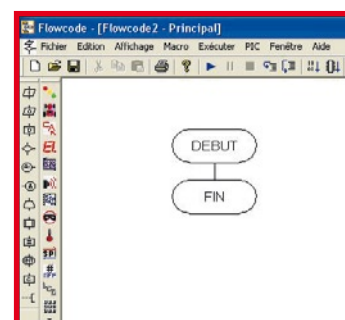 Flowcode - [Flowcode2 - Principal]
Fichier Edition Affichage Macro Exécuter PIC Fenêtre Aide
DEBUT
FIN